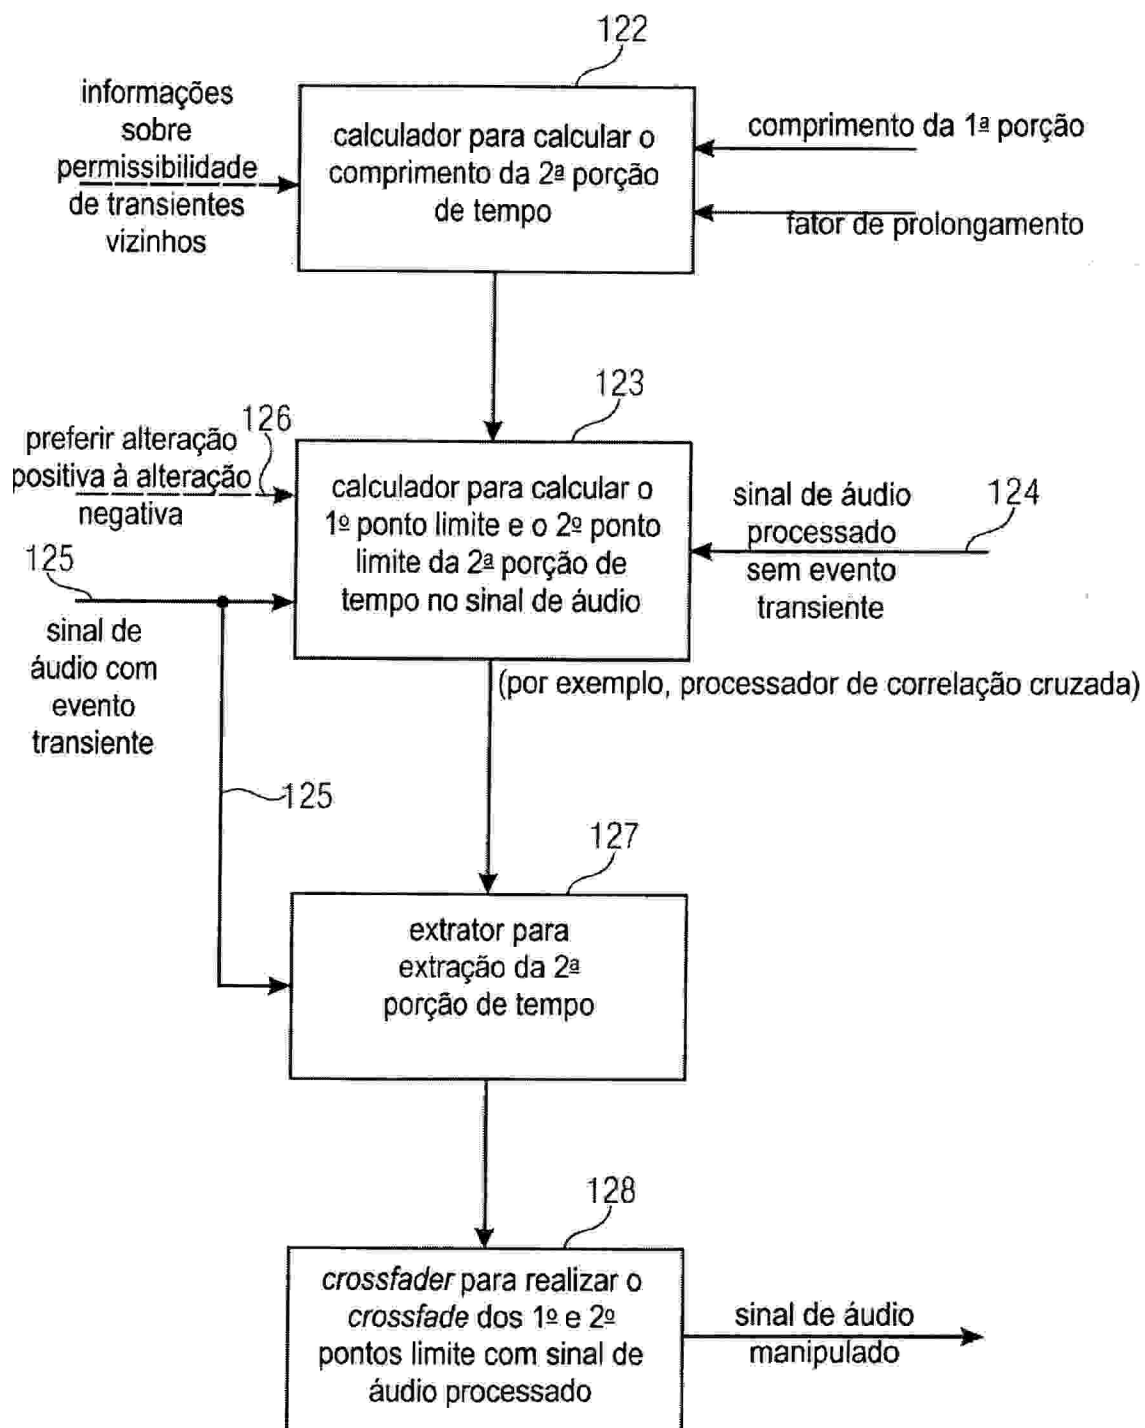 122
informações
sobre
permissibilidade
de transientes
vizinhos
calculador para calcular o
comprimento da 2ª porção
de tempo
comprimento da 1ª porção
fator de prolongamento
123
126
preferir alteração
positiva à alteração
negativa
calculador para calcular o
1º ponto limite e o 2º ponto
limite da 2ª porção de
tempo no sinal de áudio
sinal de áudio
processado
sem evento
transiente
124
125
sinal de
áudio com
evento
transiente
(por exemplo, processador de correlação cruzada)
125
127
extrator para
extração da 2ª
porção de tempo
128
crossfader para realizar o
crossfade dos 1º e 2º
pontos limite com sinal de
áudio processado
sinal de áudio
manipulado